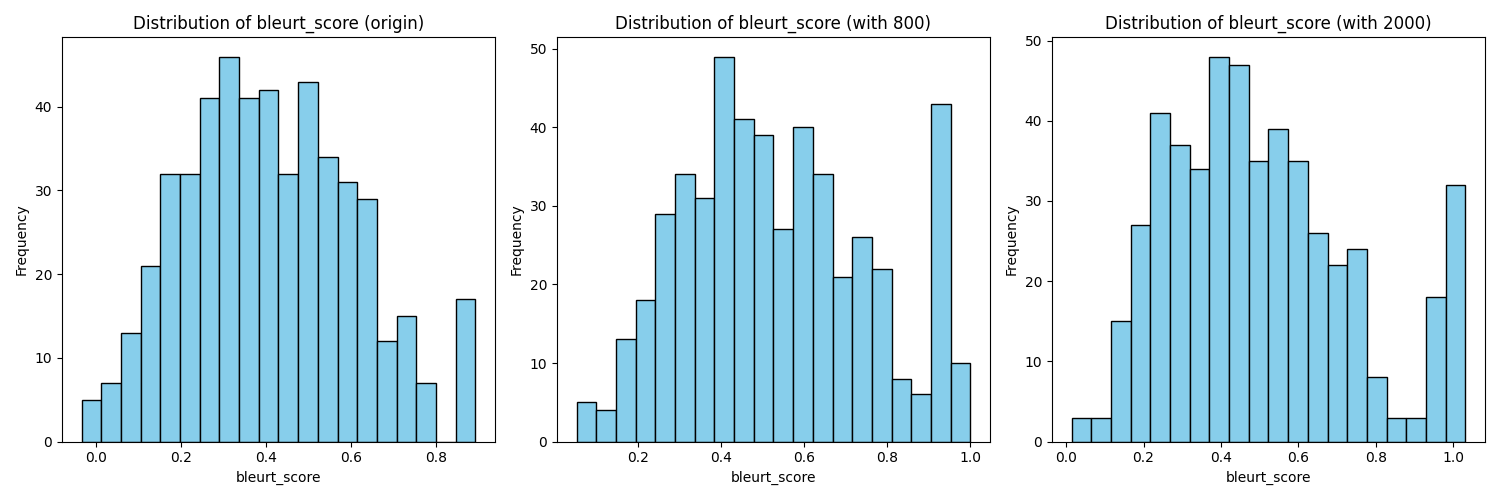 Distribution of bleurt_score (origin)
Frequency
40
30
20
10
0
0.0 0.2 0.4 0.6 0.8
bleurt_score
Distribution of bleurt_score (with 800)
Frequency
50
40
30
20
10
0
0.2 0.4 0.6 0.8 1.0
bleurt_score
Distribution of bleurt_score (with 2000)
Frequency
50
40
30
20
10
0
0.0 0.2 0.4 0.6 0.8 1.0
bleurt_score